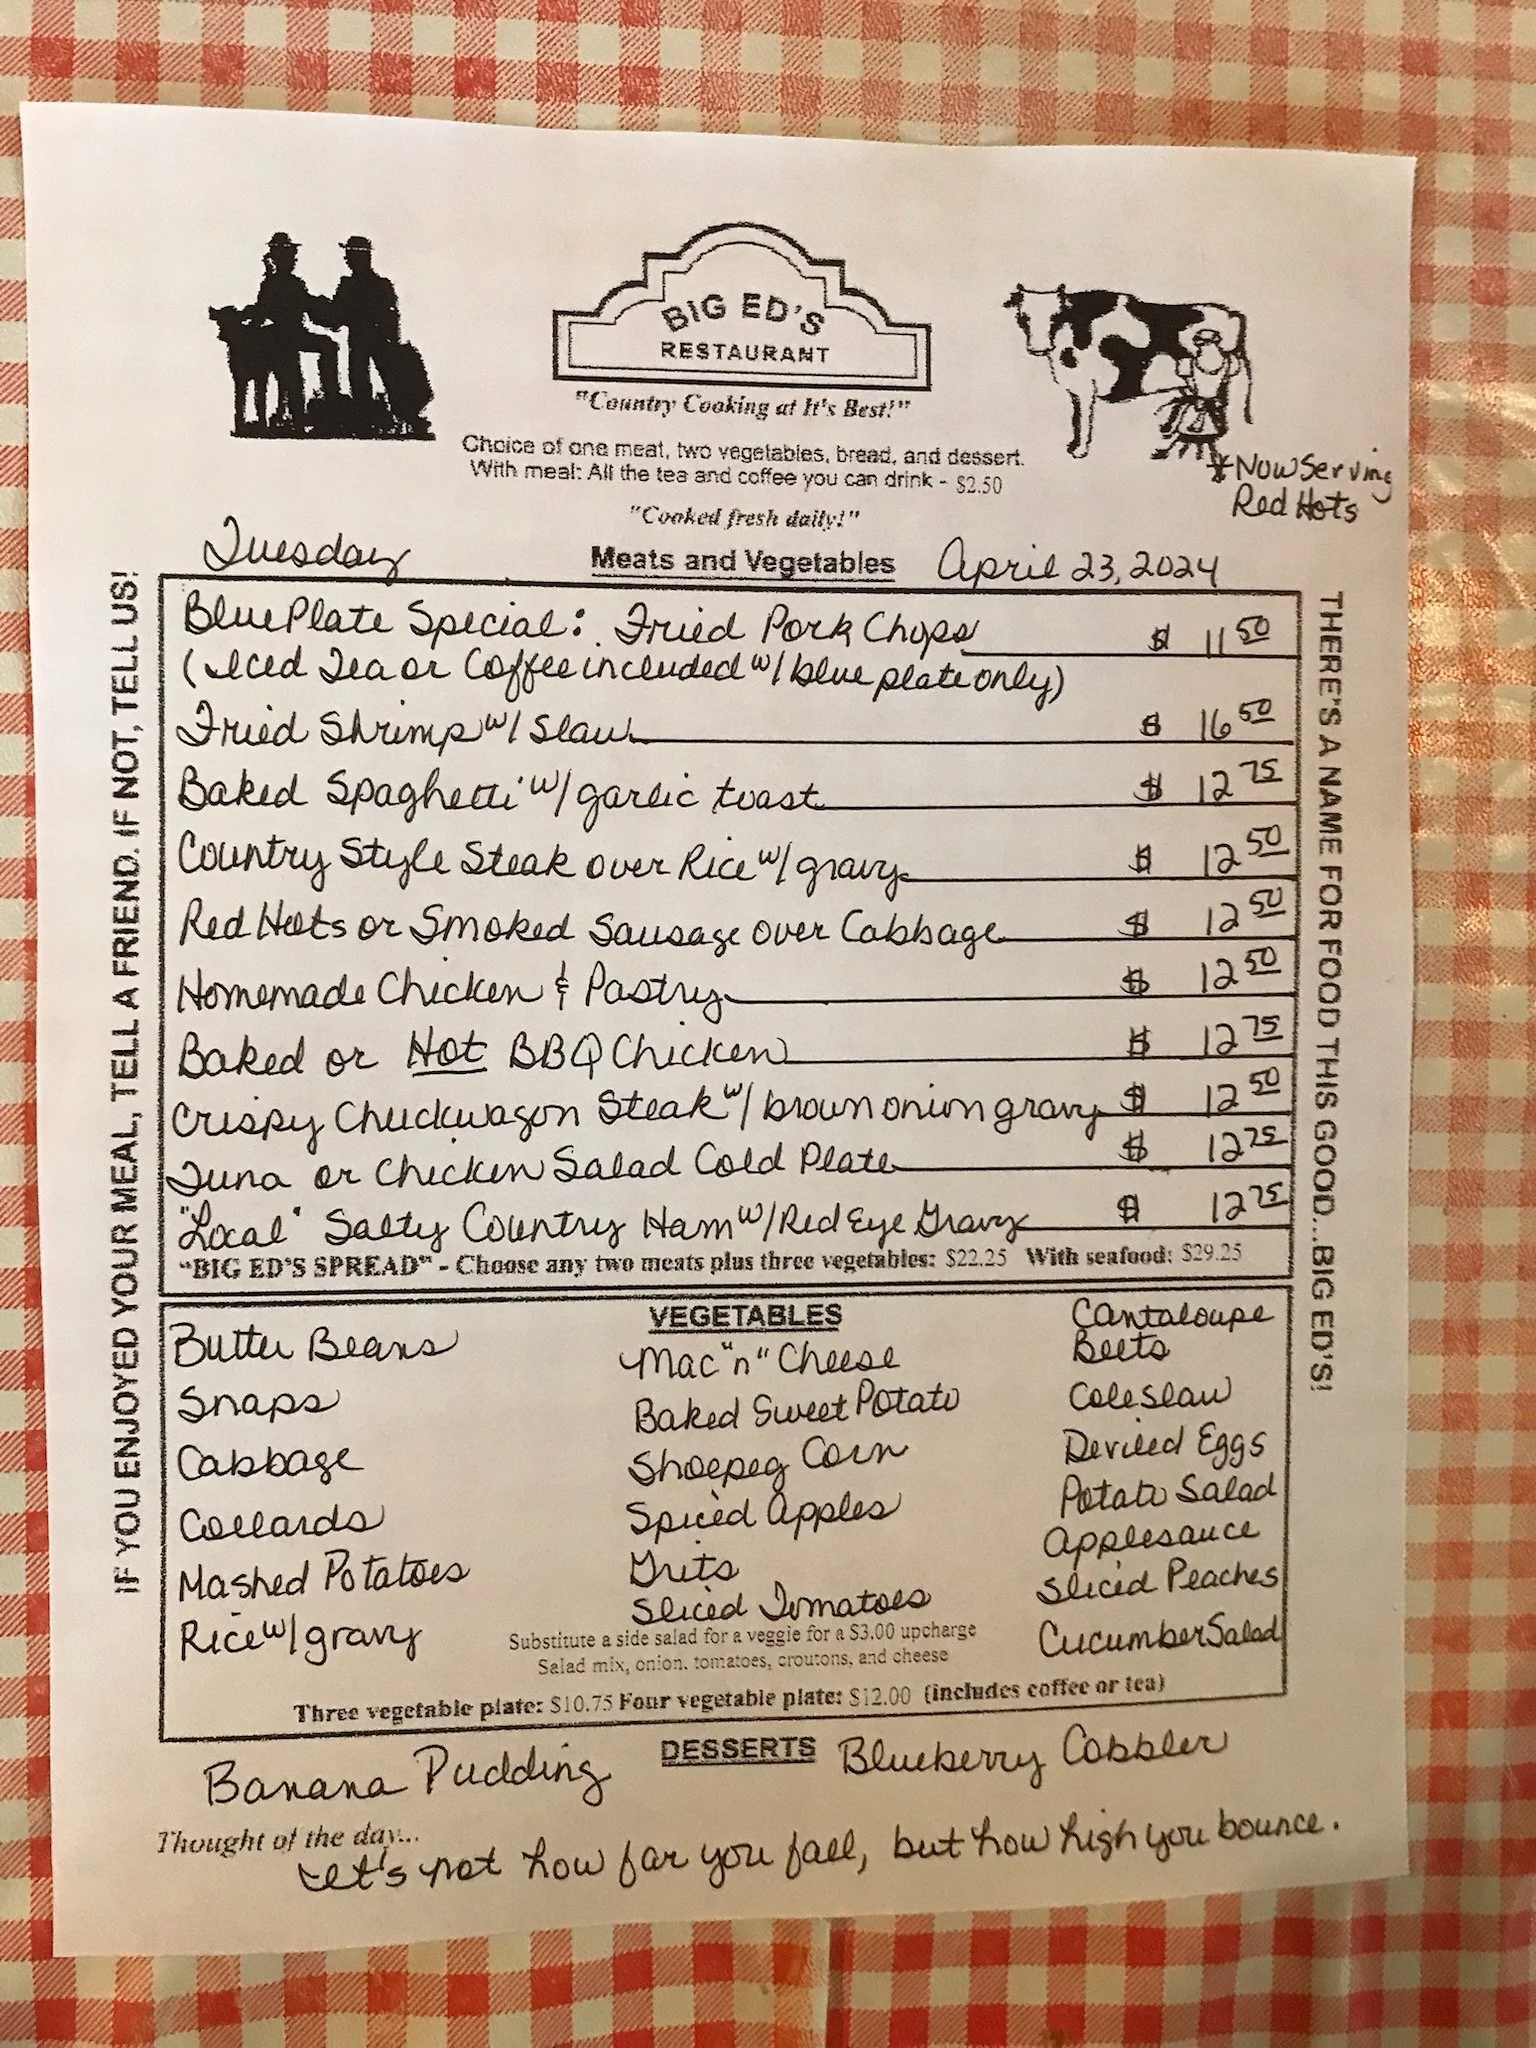 BIG ED'S
RESTAURANT
"Country Cooking at It's Best!"
Choice of one meat, two vegetables, bread, and dessert.
With meal: All the tea and coffee you can drink - $2.50
*Now Serving
Red Hots
"Cooked fresh daily!"
Tuesday Meats and Vegetables April 23, 2024
IF YOU ENJOYED YOUR MEAL, TELL A FRIEND. IF NOT, TELL US!
Blue Plate Special: Fried Pork Chops $ 11 50
(Iced Tea or Coffee included w/ blue plate only)
Fried Shrimp w/ Slaw $ 16 50
Baked Spaghetti w/ garlic toast $ 12 75
Country Style Steak over Rice w/ gravy $ 12 50
Red Hots or Smoked Sausage over Cabbage $ 12 50
Homemade Chicken & Pastry $ 12 50
Baked or Hot BBQ Chicken $ 12 75
Crispy Chuckwagon Steak w/ brown onion gravy $ 12 50
Tuna or Chicken Salad Cold Plate $ 12 75
"Local" Salty Country Ham w/ Red Eye Gravy $ 12 75
"BIG ED'S SPREAD" - Choose any two meats plus three vegetables: $22.25 With seafood: $29.25
THERE'S A NAME FOR FOOD THIS GOOD...BIG ED'S!
VEGETABLES
Butter Beans
Snaps
Cabbage
Collards
Mashed Potatoes
Rice w/ gravy
Mac "n" Cheese
Baked Sweet Potato
Shoepeg Corn
Spiced Apples
Grits
Sliced Tomatoes
Cantaloupe
Beets
Coleslaw
Deviled Eggs
Potato Salad
Applesauce
Sliced Peaches
Cucumber Salad
Substitute a side salad for a veggie for a $3.00 upcharge
Salad mix, onion, tomatoes, croutons, and cheese
Three vegetable plate: $10.75 Four vegetable plate: $12.00 (includes coffee or tea)
DESSERTS
Banana Pudding
Blueberry Cobbler
Thought of the day...
It's not how far you fall, but how high you bounce.